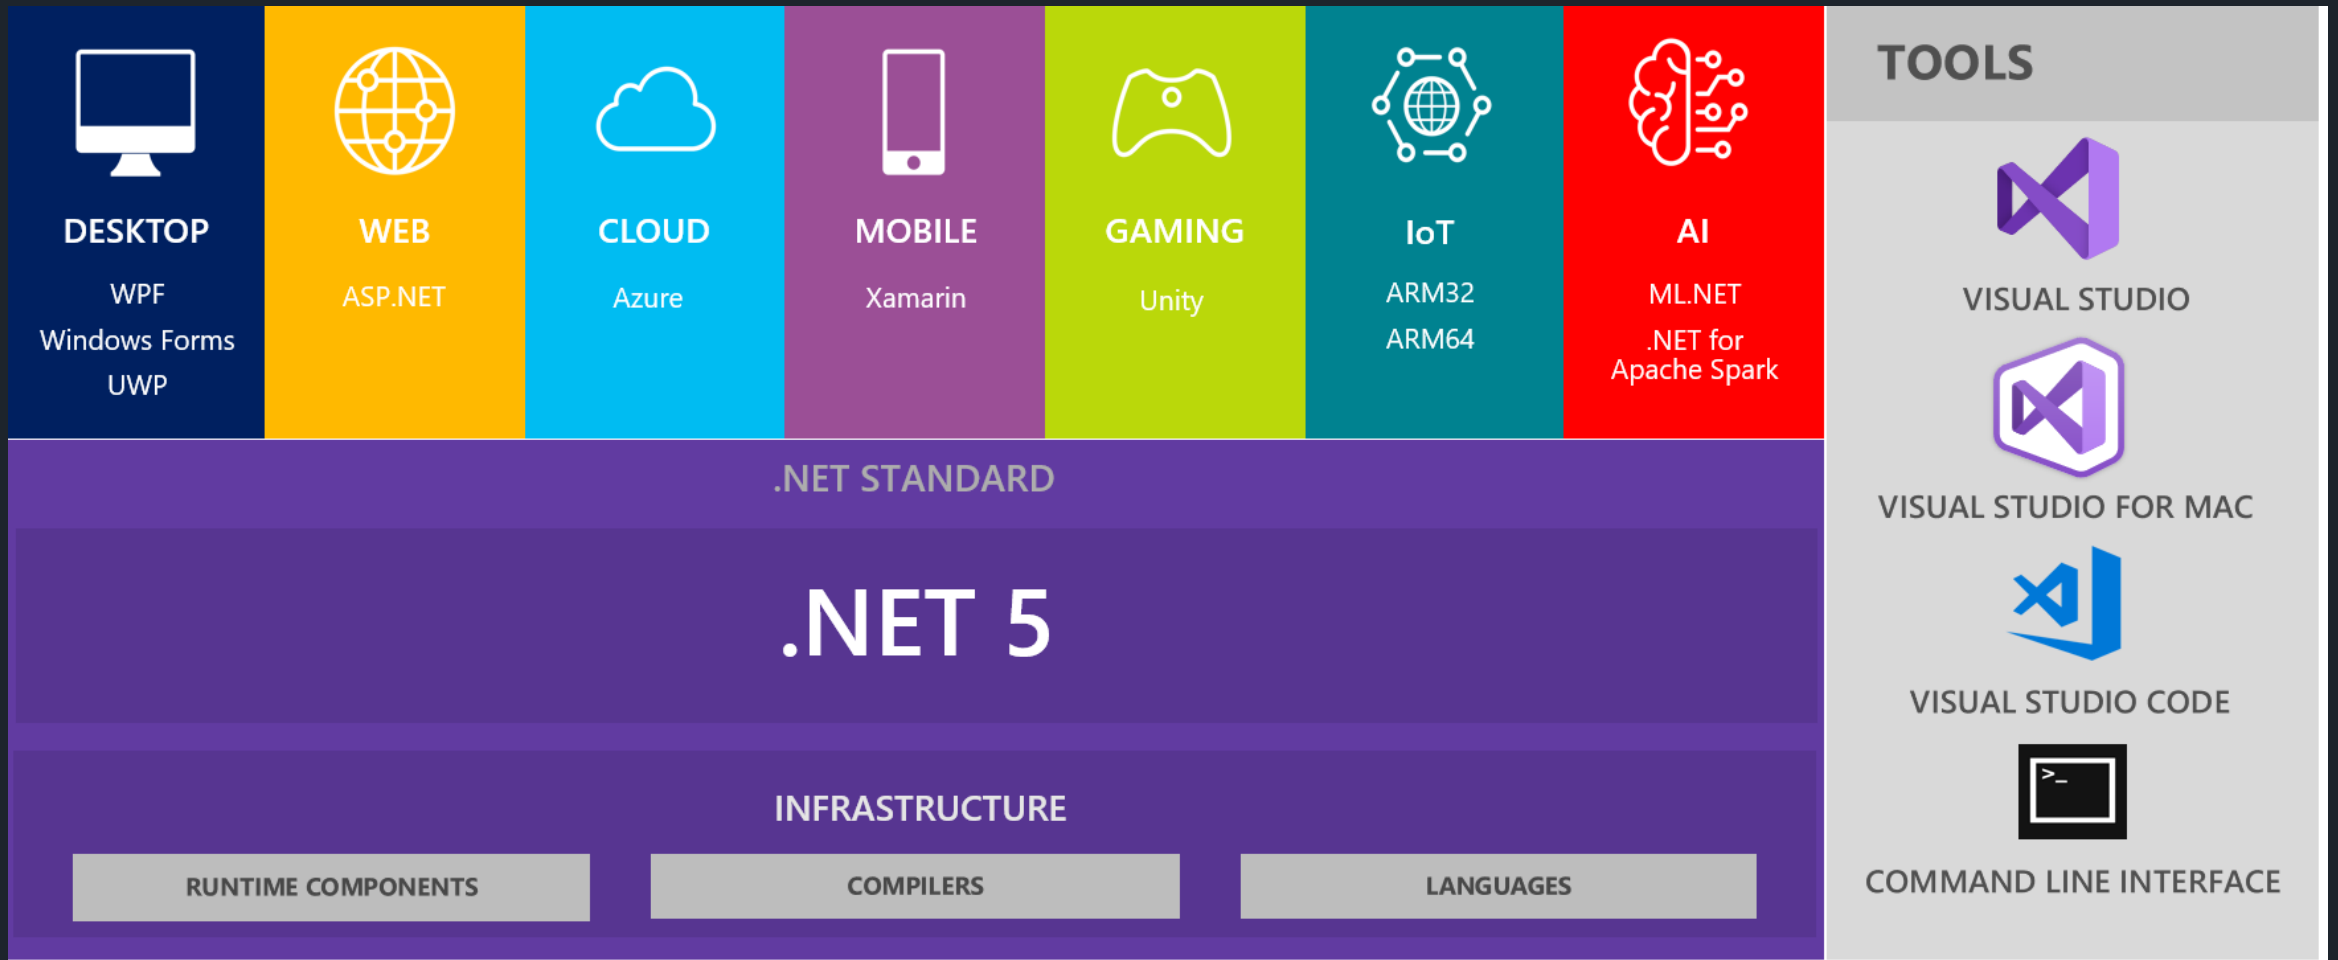 DESKTOP
WPF
Windows Forms
UWP
WEB
ASP.NET
CLOUD
Azure
MOBILE
Xamarin
GAMING
Unity
IoT
ARM32
ARM64
AI
ML.NET
.NET for
Apache Spark
.NET STANDARD
.NET 5
INFRASTRUCTURE
RUNTIME COMPONENTS
COMPILERS
LANGUAGES
TOOLS
VISUAL STUDIO
VISUAL STUDIO FOR MAC
VISUAL STUDIO CODE
>_
COMMAND LINE INTERFACE